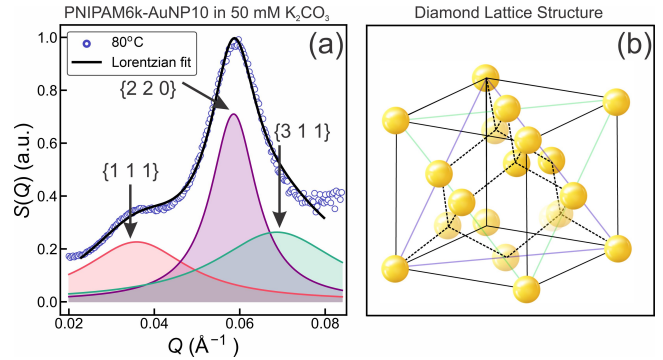 PNIPAM6k-AuNP10 in 50 mM K₂CO₃
(a)
80°C
Lorentzian fit
{2 2 0}
{3 1 1}
{1 1 1}
S(Q) (a.u.)
1.0
0.8
0.6
0.4
0.2
0.0
0.02
0.04
0.06
0.08
Q (Å⁻¹)
Diamond Lattice Structure
(b)